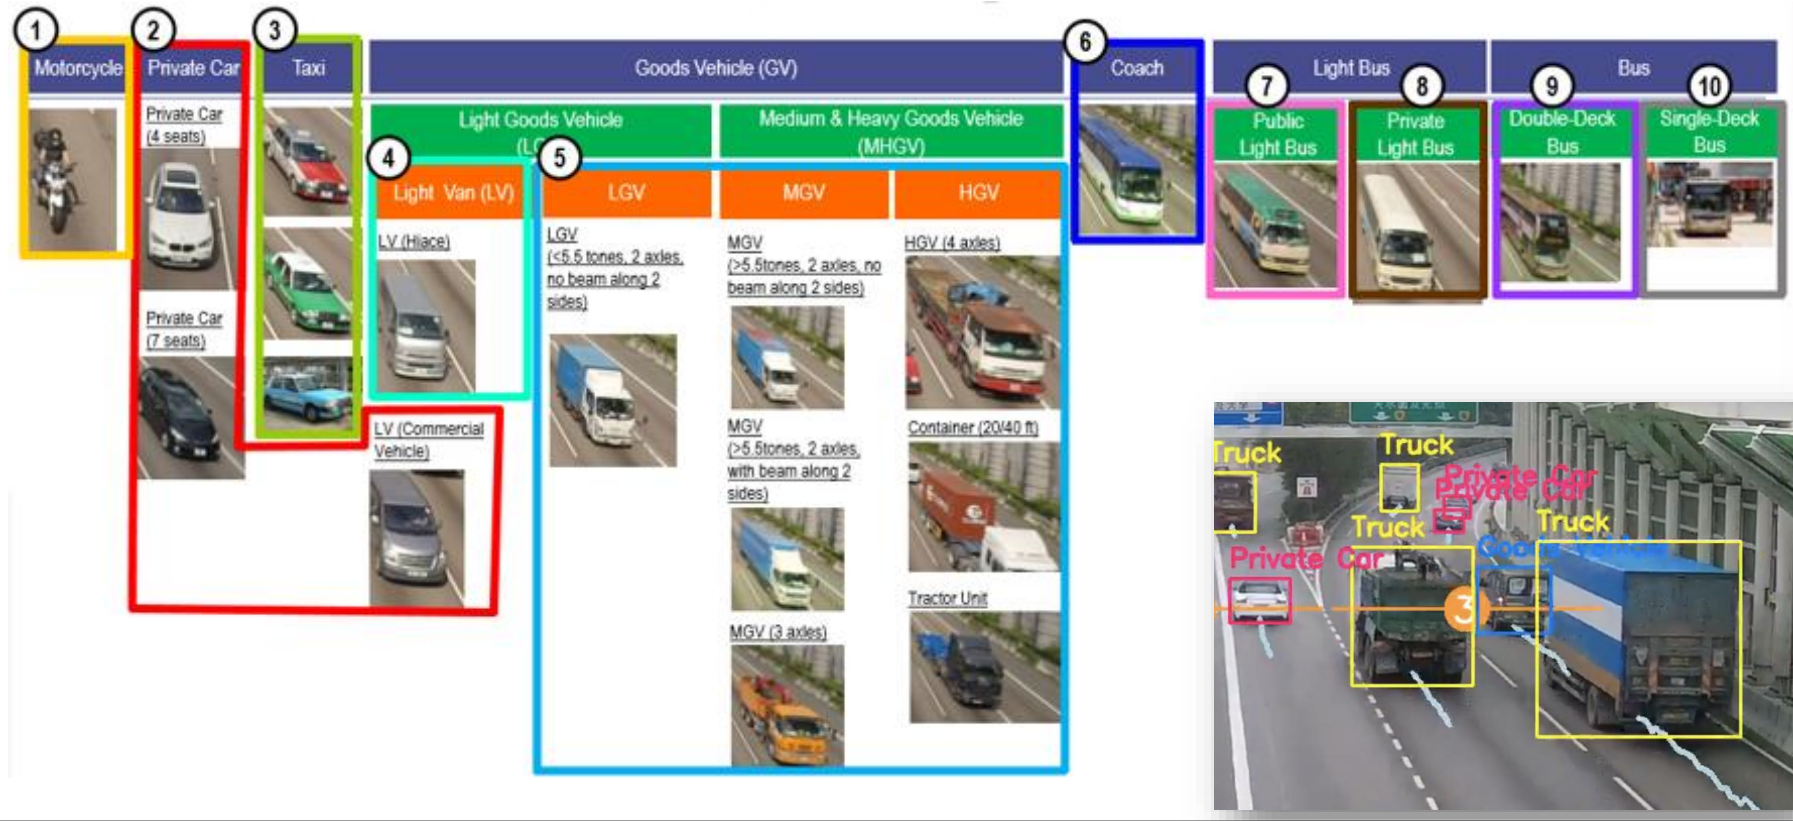 1
2
3
6
Motorcycle
Private Car
Taxi
Goods Vehicle (GV)
Coach
Light Bus
Bus
7
8
9
10
Private Car
(4 seats)
Light Goods Vehicle
Medium & Heavy Goods Vehicle
(MHGV)
Public
Light Bus
Private
Light Bus
Double-Deck
Bus
Single-Deck
Bus
4
5
Light Van (LV)
LGV
MGV
HGV
LV (Hiace)
LGV
(<5.5 tones, 2 axles,
no beam along 2
sides)
MGV
(>5.5tones, 2 axles, no
beam along 2 sides)
HGV (4 axles)
Private Car
(7 seats)
LV (Commercial
Vehicle)
MGV
(>5.5tones, 2 axles,
with beam along 2
sides)
Container (20/40 ft)
Tractor Unit
MGV (3 axles)
Truck
Truck
Private Car
Private Car
Truck
Truck
Goods Vehicle
Private Car
3